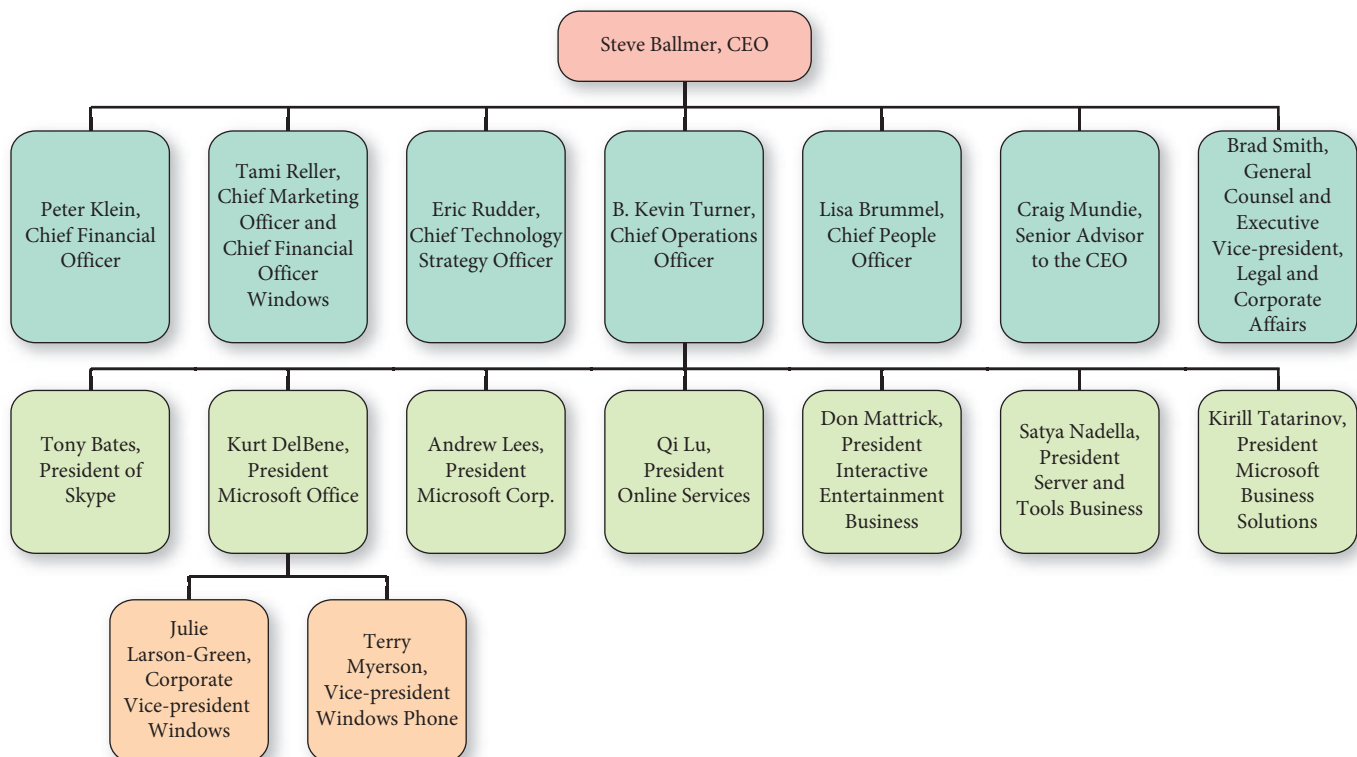 Steve Ballmer, CEO
Peter Klein,
Chief Financial
Officer
Tami Reller,
Chief Marketing
Officer and
Chief Financial
Officer
Windows
Eric Rudder,
Chief Technology
Strategy Officer
B. Kevin Turner,
Chief Operations
Officer
Lisa Brummel,
Chief People
Officer
Craig Mundie,
Senior Advisor
to the CEO
Brad Smith,
General
Counsel and
Executive
Vice-president,
Legal and
Corporate
Affairs
Tony Bates,
President of
Skype
Kurt DelBene,
President
Microsoft Office
Andrew Lees,
President
Microsoft Corp.
Qi Lu,
President
Online Services
Don Mattrick,
President
Interactive
Entertainment
Business
Satya Nadella,
President
Server and
Tools Business
Kirill Tatarinov,
President
Microsoft
Business
Solutions
Julie
Larson-Green,
Corporate
Vice-president
Windows
Terry
Myerson,
Vice-president
Windows Phone